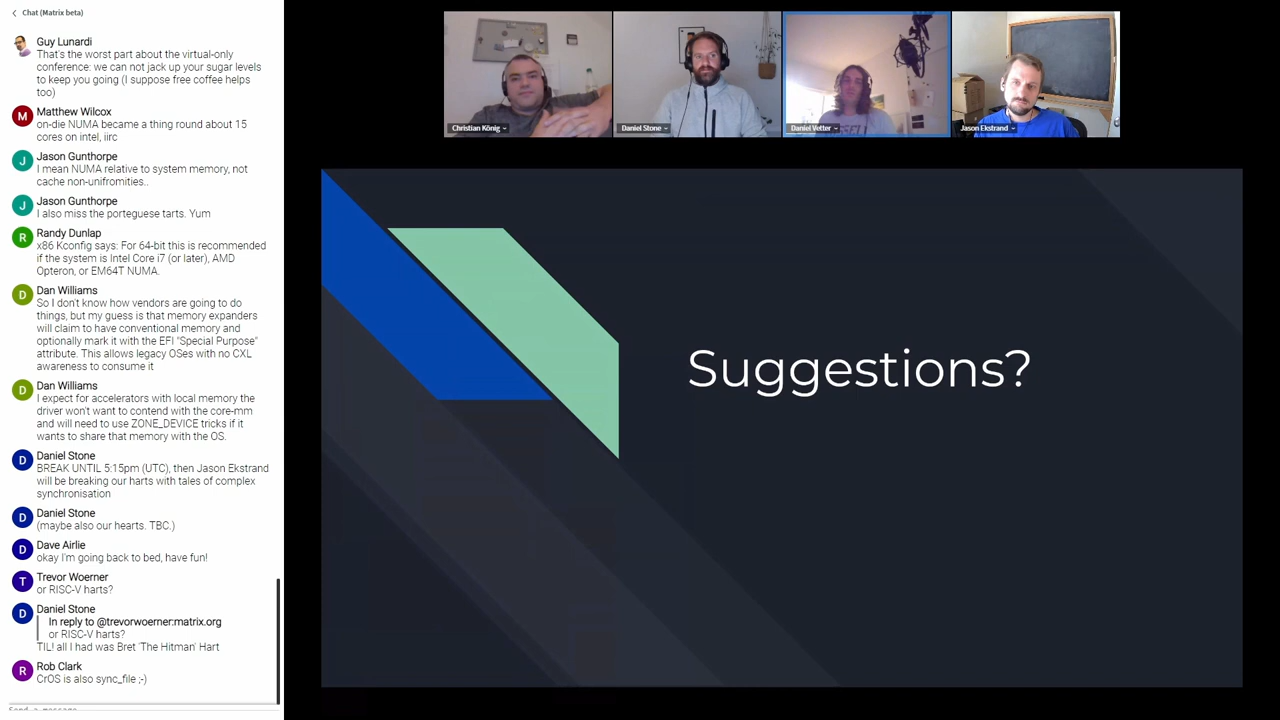 Chat (Matrix beta)
Guy Lunardi
That's the worst part about the virtual-only
conference: we can not jack up your sugar levels
to keep you going (I suppose free coffee helps
too)
M
Matthew Wilcox
on-die NUMA became a thing round about 15
cores on intel, iirc
J
Jason Gunthorpe
I mean NUMA relative to system memory, not
cache non-unifromities..
J
Jason Gunthorpe
I also miss the porteguese tarts. Yum
R
Randy Dunlap
x86 Kconfig says: For 64-bit this is recommended
if the system is Intel Core i7 (or later), AMD
Opteron, or EM64T NUMA.
D
Dan Williams
So I don't know how vendors are going to do
things, but my guess is that memory expanders
will claim to have conventional memory and
optionally mark it with the EFI "Special Purpose"
attribute. This allows legacy OSes with no CXL
awareness to consume it
D
Dan Williams
I expect for accelerators with local memory the
driver won't want to contend with the core-mm
and will need to use ZONE_DEVICE tricks if it
wants to share that memory with the OS.
D
Daniel Stone
BREAK UNTIL 5:15pm (UTC), then Jason Ekstrand
will be breaking our harts with tales of complex
synchronisation
D
Daniel Stone
(maybe also our hearts. TBC.)
D
Dave Airlie
okay I'm going back to bed, have fun!
T
Trevor Woerner
or RISC-V harts?
D
Daniel Stone
In reply to @trevorwoerner:matrix.org
or RISC-V harts?
TIL! all I had was Bret 'The Hitman' Hart
R
Rob Clark
CrOS is also sync_file ;-)
Send a message
Christian König
Daniel Stone
Daniel Vetter
Jason Ekstrand
Suggestions?